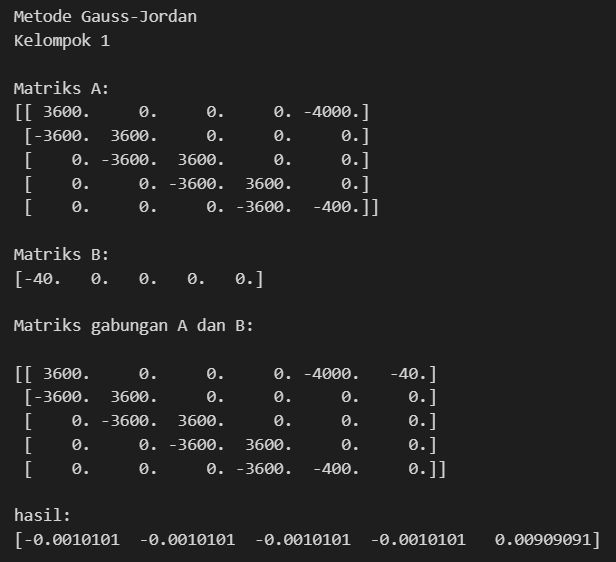 Metode Gauss-Jordan
Kelompok 1
Matriks A:
[[ 3600.     0.     0.     0. -4000.]
 [-3600.  3600.     0.     0.     0.]
 [    0. -3600.  3600.     0.     0.]
 [    0.     0. -3600.  3600.     0.]
 [    0.     0.     0. -3600.  -400.]]
Matriks B:
[-40.   0.   0.   0.   0.]
Matriks gabungan A dan B:
[[ 3600.     0.     0.     0. -4000.   -40.]
 [-3600.  3600.     0.     0.     0.     0.]
 [    0. -3600.  3600.     0.     0.     0.]
 [    0.     0. -3600.  3600.     0.     0.]
 [    0.     0.     0. -3600.  -400.     0.]]
hasil:
[-0.0010101  -0.0010101  -0.0010101  -0.0010101   0.00909091]